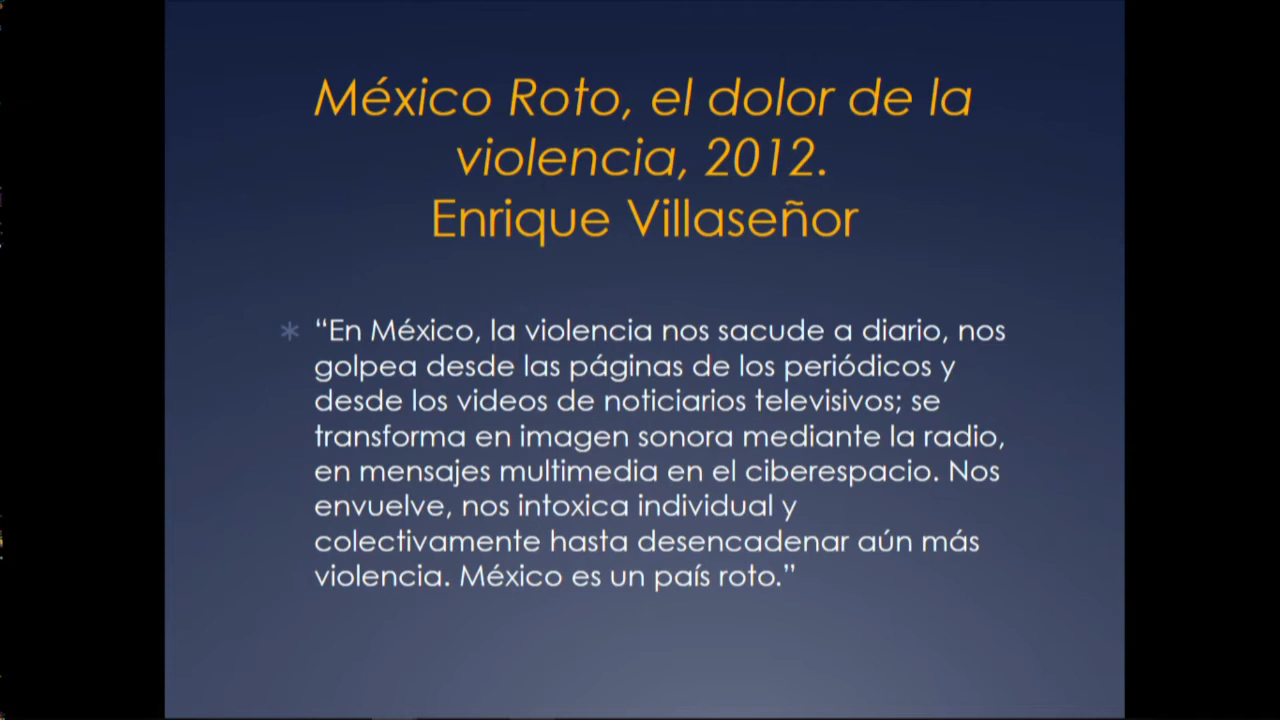 México Roto, el dolor de la
violencia, 2012.
Enrique Villaseñor
“En México, la violencia nos sacude a diario, nos
golpea desde las páginas de los periódicos y
desde los videos de noticiarios televisivos; se
transforma en imagen sonora mediante la radio,
en mensajes multimedia en el ciberespacio. Nos
envuelve, nos intoxica individual y
colectivamente hasta desencadenar aún más
violencia. México es un país roto.”